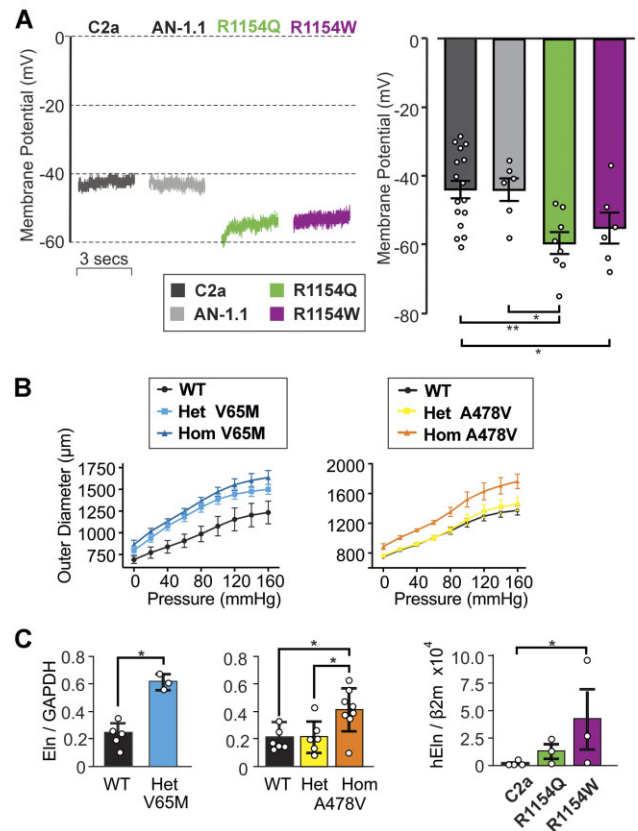 A
C2a AN-1.1 R1154Q R1154W
Membrane Potential (mV)
0
-20
-40
-60
3 secs
C2a R1154Q
AN-1.1 R1154W
Membrane Potential (mV)
0
-20
-40
-60
-80
*
**
*
B
WT
Het V65M
Hom V65M
Outer Diameter (µm)
1750
1500
1250
1000
750
0 40 80 120 160
Pressure (mmHg)
WT
Het A478V
Hom A478V
2000
1600
1200
800
0 40 80 120 160
Pressure (mmHg)
C
Eln / GAPDH
0.8
0.6
0.4
0.2
0
*
WT Het
V65M
0.8
0.6
0.4
0.2
0
*
*
WT Het Hom
A478V
hEln / β2m x10⁴
10.0
7.5
5.0
2.5
0
*
C2a
R1154Q
R1154W